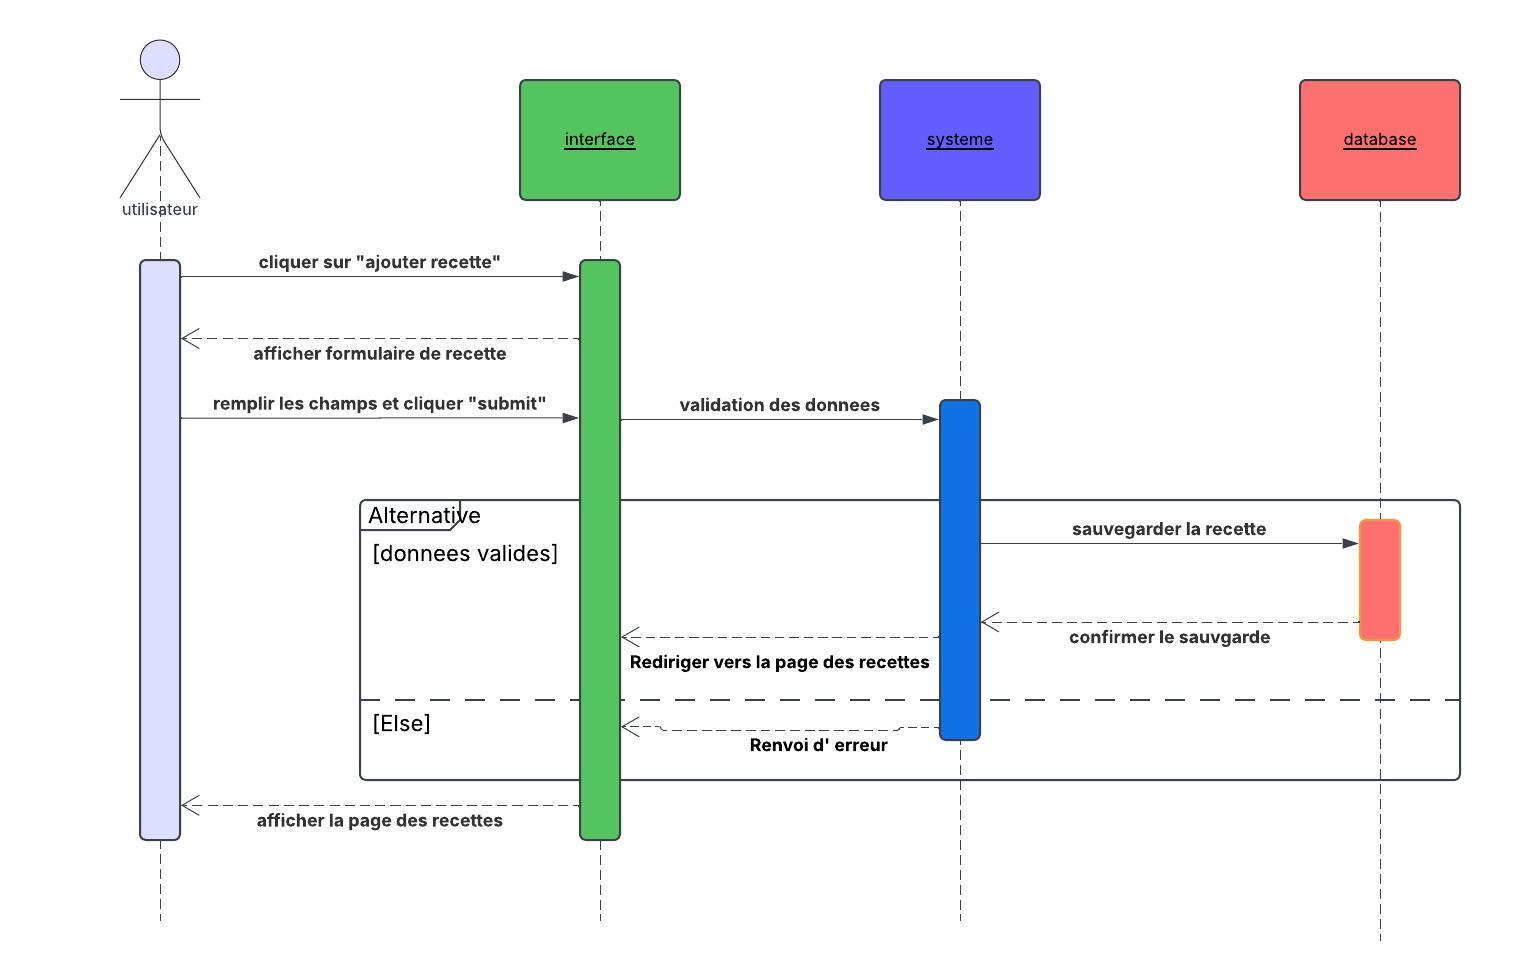 utilisateur
interface
systeme
database
cliquer sur "ajouter recette"
afficher formulaire de recette
remplir les champs et cliquer "submit"
validation des donnees
Alternative
[donnees valides]
sauvegarder la recette
confirmer le sauvgarde
Rediriger vers la page des recettes
[Else]
Renvoi d' erreur
afficher la page des recettes